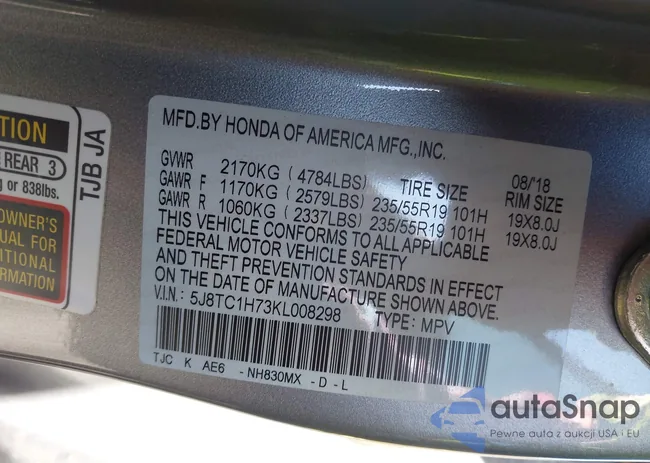 TION
REAR 3
g or 838lbs.
OWNER'S
UAL FOR
ITIONAL
RMATION
TJB JA
MFD.BY HONDA OF AMERICA MFG.,INC.
08/'18
GVWR 2170KG (4784LBS) TIRE SIZE RIM SIZE
GAWR F 1170KG (2579LBS) 235/55R19 101H 19X8.0J
GAWR R 1060KG (2337LBS) 235/55R19 101H 19X8.0J
THIS VEHICLE CONFORMS TO ALL APPLICABLE
FEDERAL MOTOR VEHICLE SAFETY
AND THEFT PREVENTION STANDARDS IN EFFECT
ON THE DATE OF MANUFACTURE SHOWN ABOVE.
V.I.N.: 5J8TC1H73KL008298 TYPE: MPV
TJC K AE6 - NH830MX - D - L
autaSnap
Pewne auta z aukcji USA i EU